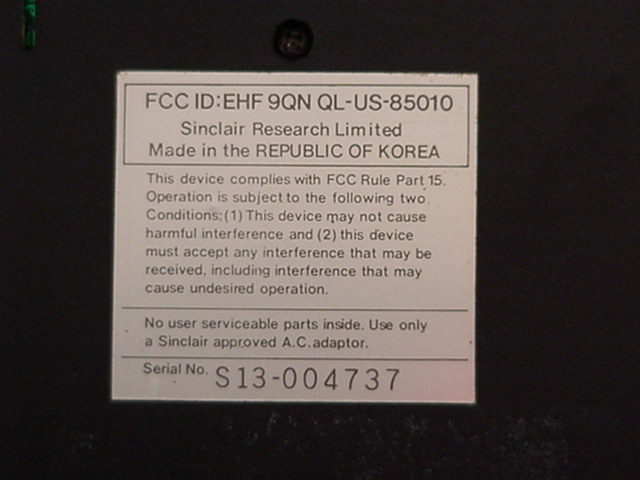 FCC ID:EHF 9QN QL-US-85010
Sinclair Research Limited
Made in the REPUBLIC OF KOREA
This device complies with FCC Rule Part 15.
Operation is subject to the following two
Conditions:(1) This device may not cause
harmful interference and (2) this device
must accept any interference that may be
received, including interference that may
cause undesired operation.
No user serviceable parts inside. Use only
a Sinclair approved A.C. adaptor.
Serial No. S13-004737